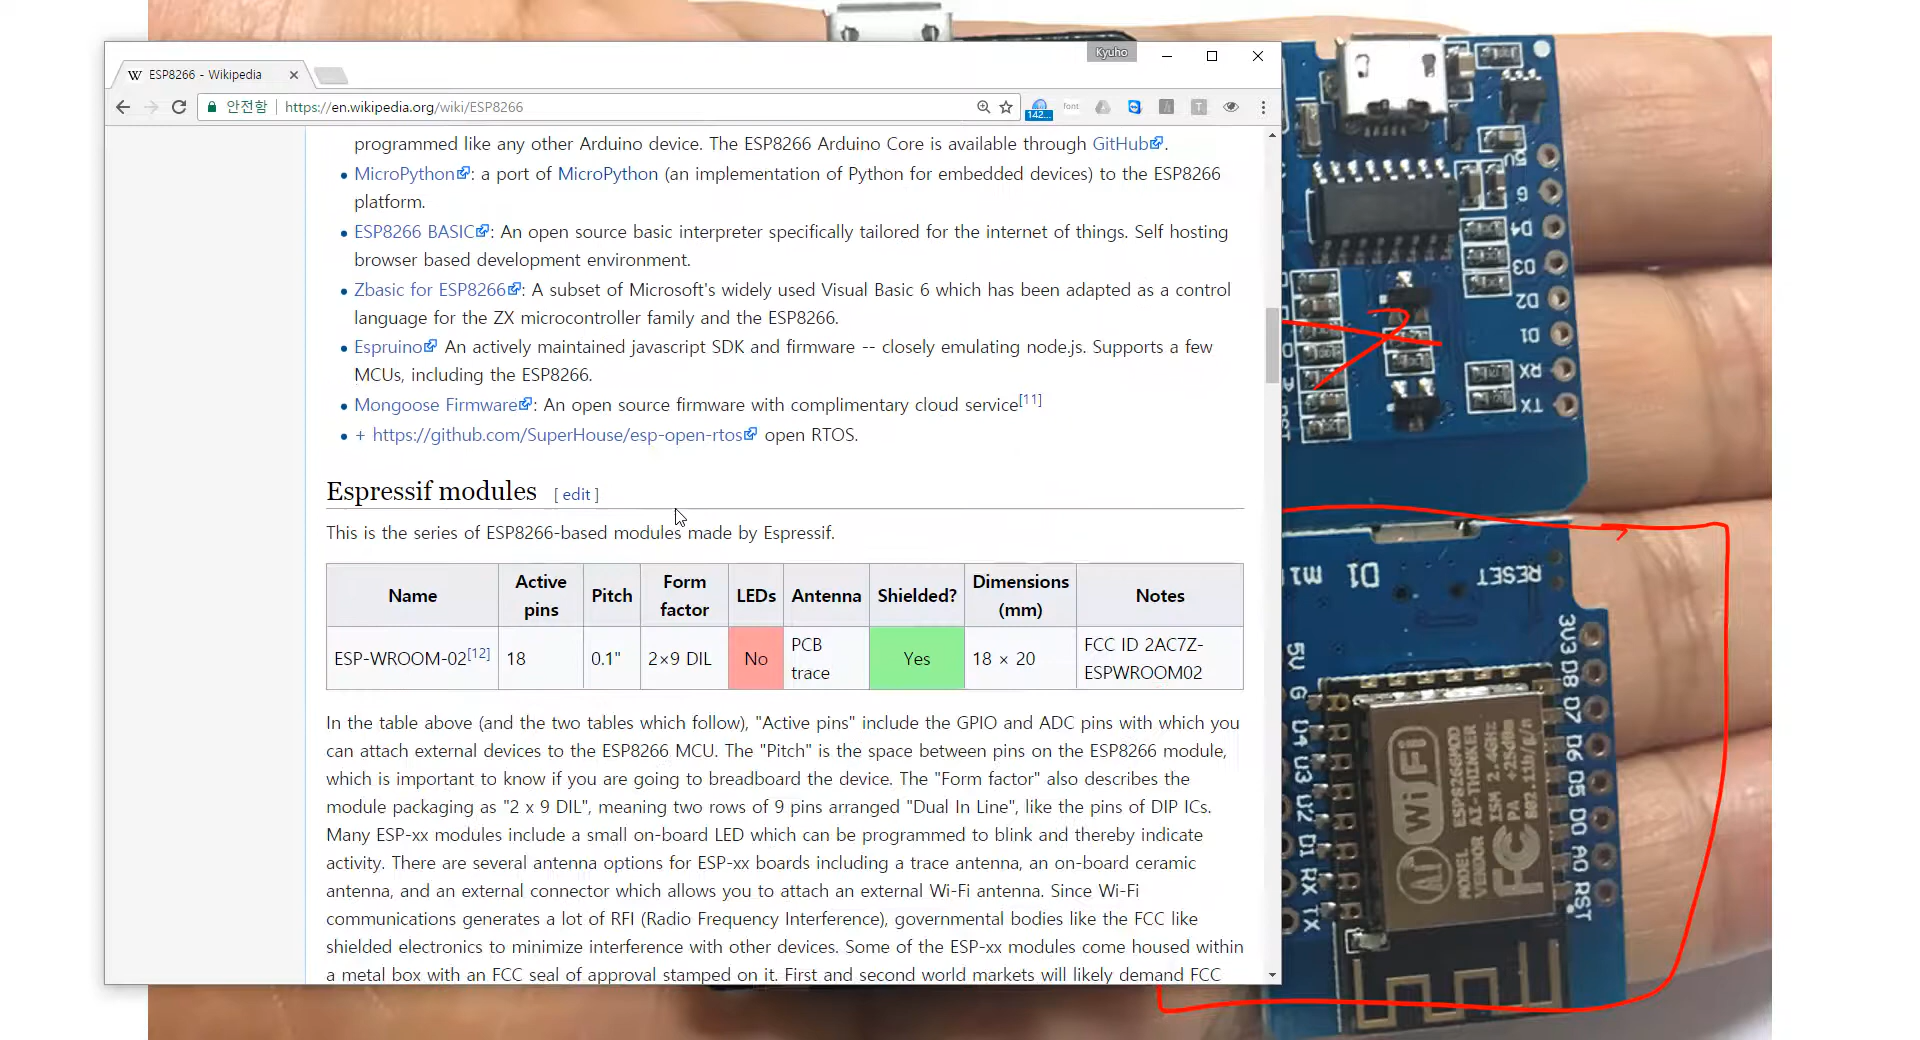 Kyuho
ESP8266 - Wikipedia
안전함 | https://en.wikipedia.org/wiki/ESP8266
font
142...
T
programmed like any other Arduino device. The ESP8266 Arduino Core is available through GitHub.
MicroPython: a port of MicroPython (an implementation of Python for embedded devices) to the ESP8266
platform.
ESP8266 BASIC: An open source basic interpreter specifically tailored for the internet of things. Self hosting
browser based development environment.
Zbasic for ESP8266: A subset of Microsoft's widely used Visual Basic 6 which has been adapted as a control
language for the ZX microcontroller family and the ESP8266.
Espruino An actively maintained javascript SDK and firmware -- closely emulating node.js. Supports a few
MCUs, including the ESP8266.
Mongoose Firmware: An open source firmware with complimentary cloud service[11]
+ https://github.com/SuperHouse/esp-open-rtos open RTOS.
Espressif modules [ edit ]
This is the series of ESP8266-based modules made by Espressif.
Name Active pins Pitch Form factor LEDs Antenna Shielded? Dimensions (mm) Notes
ESP-WROOM-02[12] 18 0.1" 2×9 DIL No PCB trace Yes 18 × 20 FCC ID 2AC7Z-ESPWROOM02
In the table above (and the two tables which follow), "Active pins" include the GPIO and ADC pins with which you
can attach external devices to the ESP8266 MCU. The "Pitch" is the space between pins on the ESP8266 module,
which is important to know if you are going to breadboard the device. The "Form factor" also describes the
module packaging as "2 x 9 DIL", meaning two rows of 9 pins arranged "Dual In Line", like the pins of DIP ICs.
Many ESP-xx modules include a small on-board LED which can be programmed to blink and thereby indicate
activity. There are several antenna options for ESP-xx boards including a trace antenna, an on-board ceramic
antenna, and an external connector which allows you to attach an external Wi-Fi antenna. Since Wi-Fi
communications generates a lot of RFI (Radio Frequency Interference), governmental bodies like the FCC like
shielded electronics to minimize interference with other devices. Some of the ESP-xx modules come housed within
a metal box with an FCC seal of approval stamped on it. First and second world markets will likely demand FCC
5V
G
D4
D3
D2
D1
RX
TX
D1 mi
RESET
5V
G
D4
D3
D2
D1
RX
TX
3V3
D8
D7
D6
D5
D0
A0
RST
Ai
WiFi
MODEL ESP8266MOD
VENDOR AI-THINKER
ISM 2.4GHz
PA +25dBm
802.11b/g/n
FC